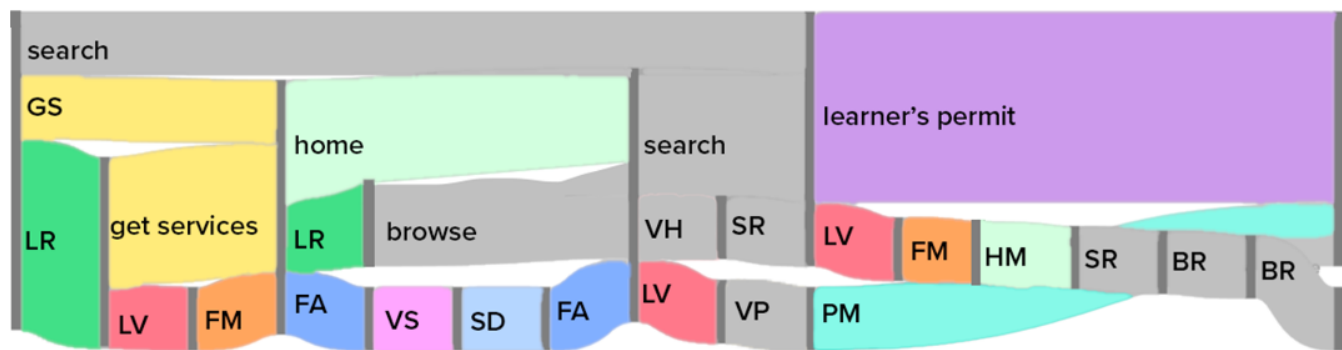 search
GS
LR
get services
LV
FM
home
LR
browse
FA
VS
SD
FA
search
VH
SR
LV
VP
learner's permit
LV
FM
HM
SR
BR
BR
PM